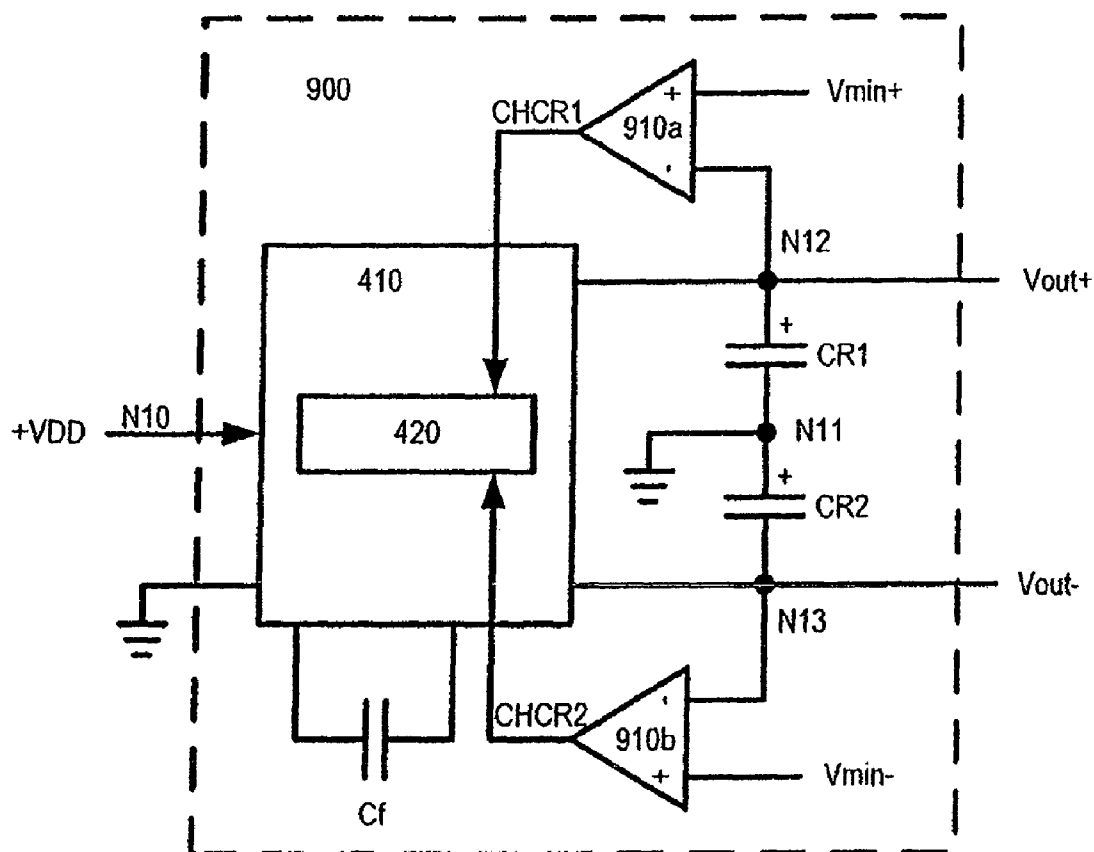 900
CHCR1
+
910a
-
Vmin+
N12
410
Vout+
+
CR1
+VDD
N10
420
N11
+
CR2
Vout-
N13
CHCR2
-
910b
+
Vmin-
Cf